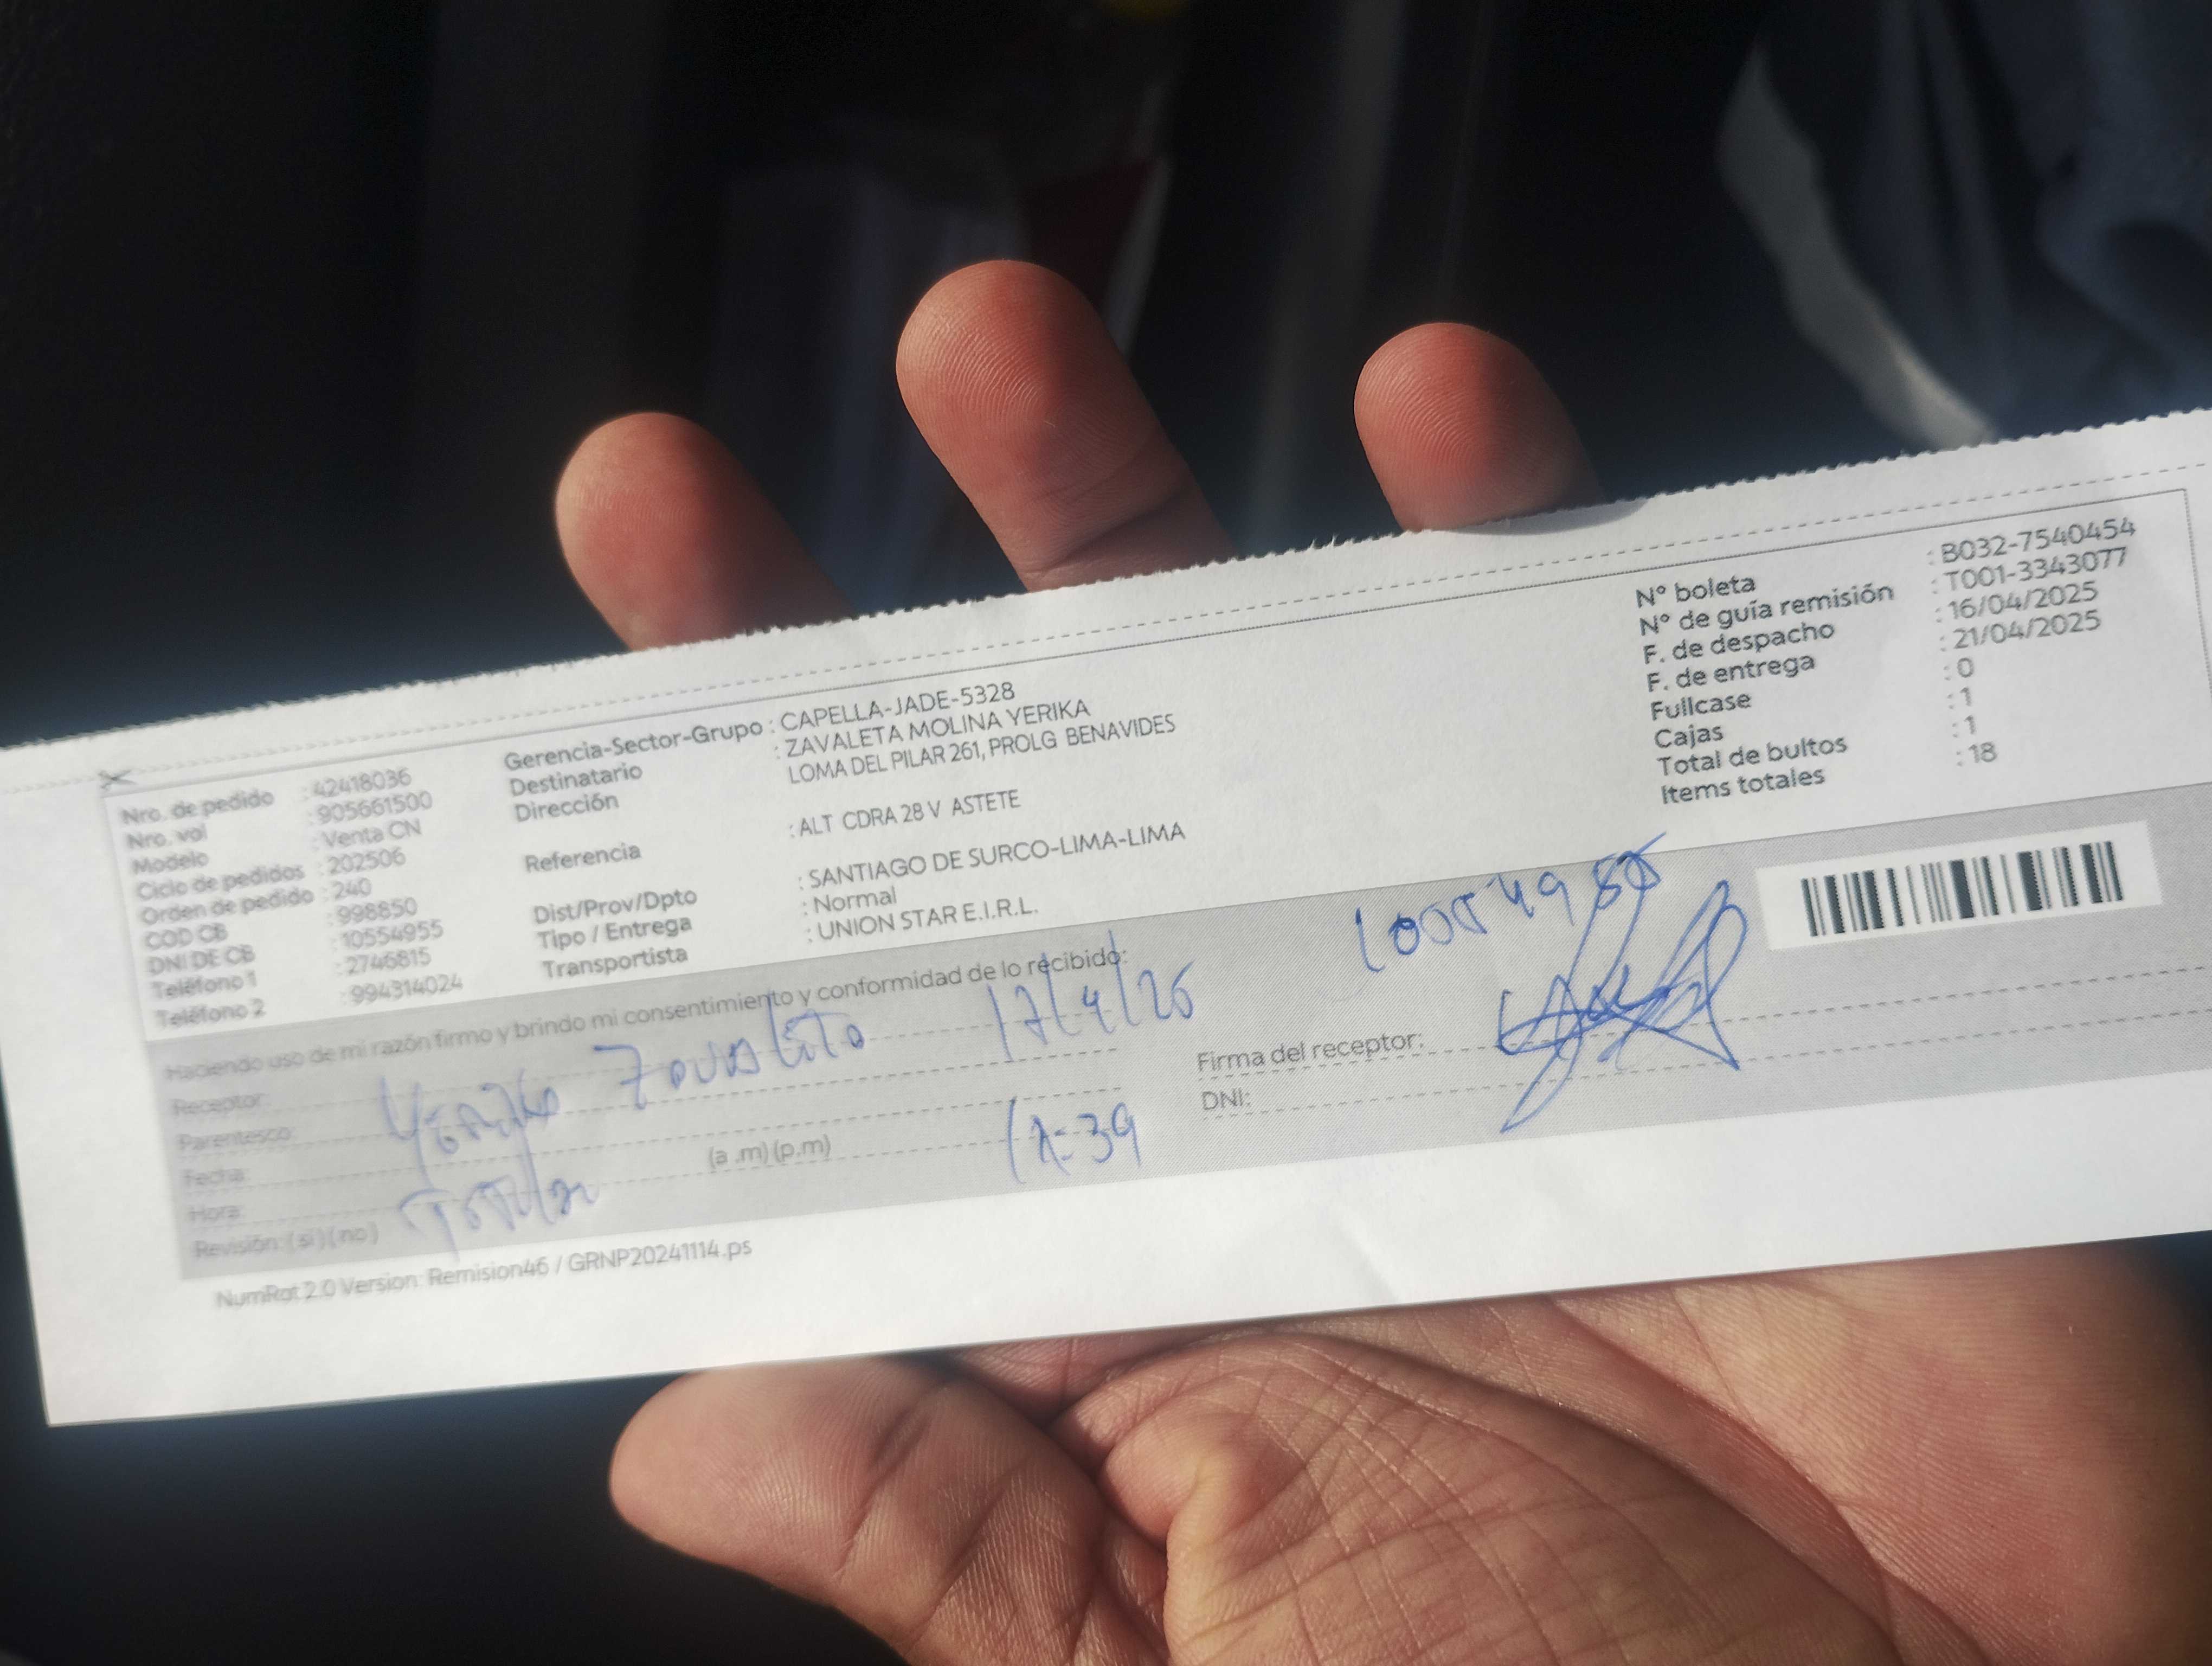 Nro. de pedido : 42418036
Nro. val : 905661500
Modelo : Venta CN
Ciclo de pedidos : 202506
Orden de pedido : 240
COD CB : 998850
DNI DE CB : 10554955
Teléfono 1 : 2746815
Teléfono 2 : 994314024
Gerencia-Sector-Grupo : CAPELLA-JADE-5328
Destinatario : ZAVALETA MOLINA YERIKA
Dirección LOMA DEL PILAR 261, PROLG BENAVIDES
Referencia : ALT CDRA 28 V ASTETE
Dist/Prov/Dpto : SANTIAGO DE SURCO-LIMA-LIMA
Tipo / Entrega : Normal
Transportista : UNION STAR E.I.R.L.
N° boleta : B032-7540454
N° de guía remisión : T001-3343077
F. de despacho : 16/04/2025
F. de entrega : 21/04/2025
Fullcase : 0
Cajas : 1
Total de bultos : 1
Items totales : 18
Haciendo uso de mi razón firmo y brindo mi consentimiento y conformidad de lo recibido:
Receptor:
Parentesco:
Fecha:
Hora: (a .m) (p.m)
Revisión: (si) (no)
17/4/25
Firma del receptor:
DNI:
NumRot 2.0 Version: Remision46 / GRNP20241114.ps